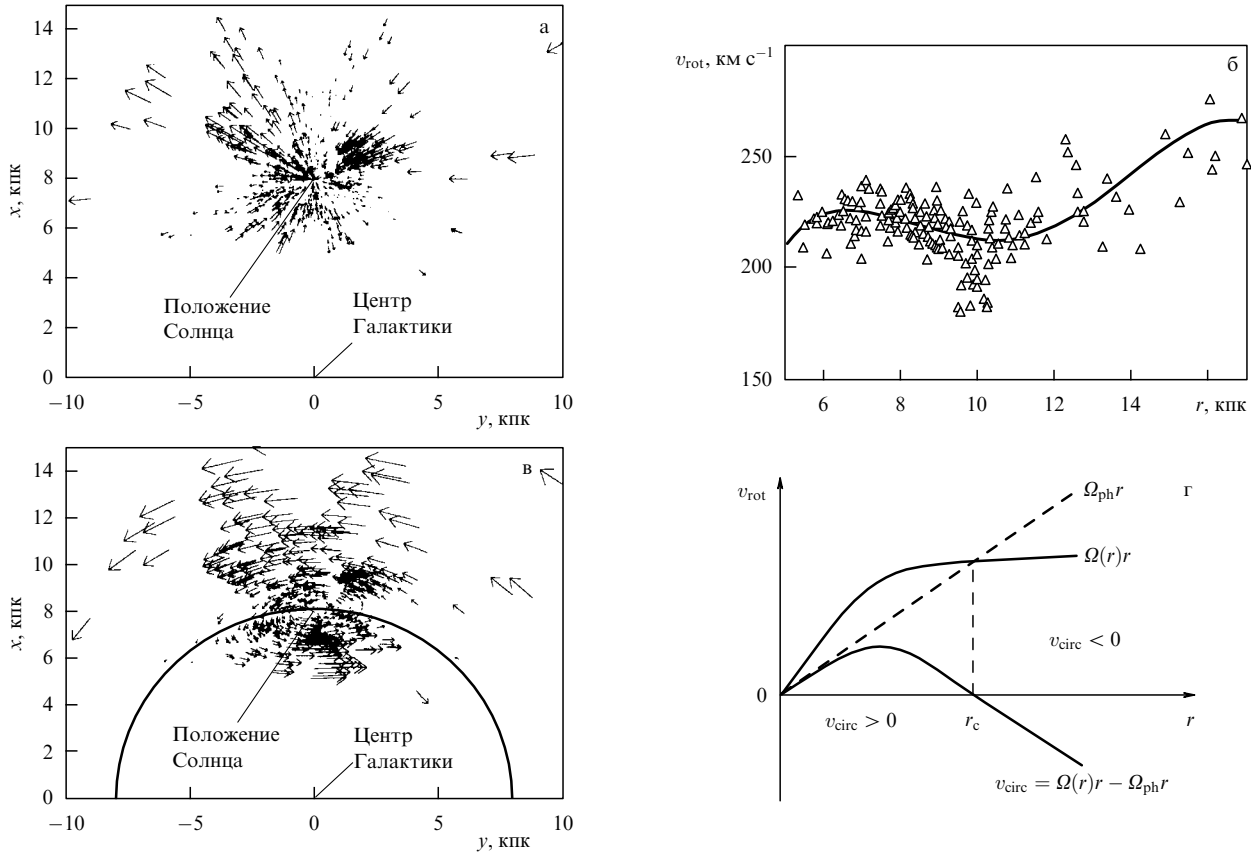 а
14
12
10
8
6
4
2
0
x, кпк
Положение
Солнца
Центр
Галактики
−10
−5
0
5
10
y, кпк
б
v_rot, км с⁻¹
250
200
150
6
8
10
12
14
r, кпк
в
14
12
10
8
6
4
2
0
x, кпк
Положение
Солнца
Центр
Галактики
−10
−5
0
5
10
y, кпк
г
v_rot
Ω_ph r
Ω(r)r
v_circ < 0
0
v_circ > 0
r_c
r
v_circ = Ω(r)r − Ω_ph r